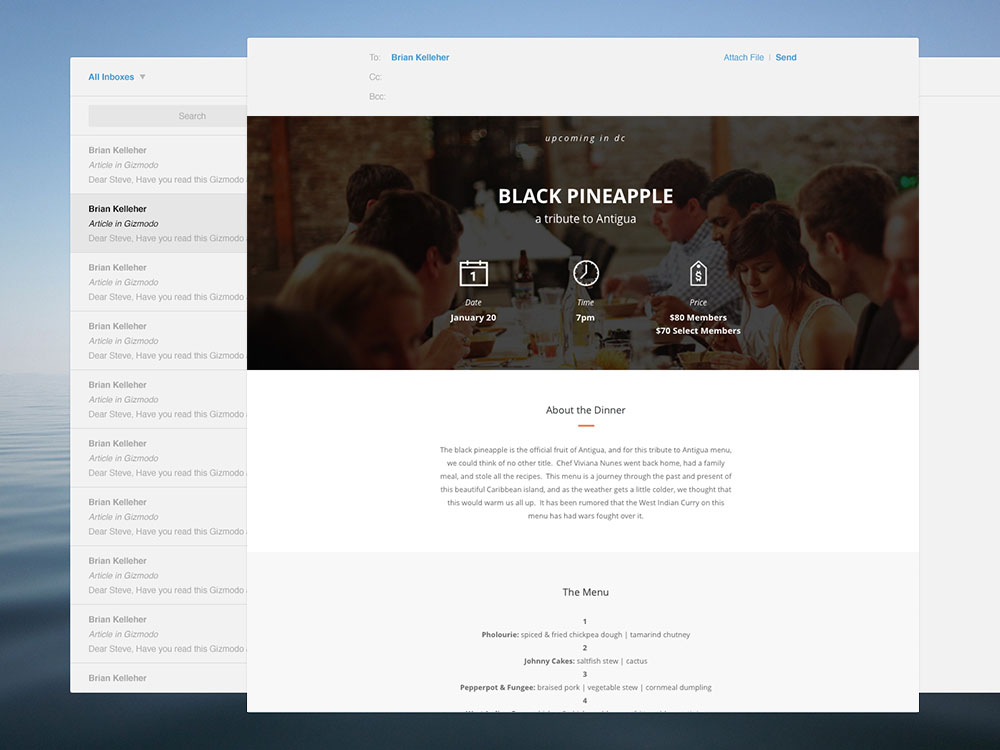 All Inboxes
Search
Brian Kelleher
Article in Gizmodo
Dear Steve, Have you read this Gizmodo
Brian Kelleher
Article in Gizmodo
Dear Steve, Have you read this Gizmodo
Brian Kelleher
Article in Gizmodo
Dear Steve, Have you read this Gizmodo
Brian Kelleher
Article in Gizmodo
Dear Steve, Have you read this Gizmodo
Brian Kelleher
Article in Gizmodo
Dear Steve, Have you read this Gizmodo
Brian Kelleher
Article in Gizmodo
Dear Steve, Have you read this Gizmodo
Brian Kelleher
Article in Gizmodo
Dear Steve, Have you read this Gizmodo
Brian Kelleher
Article in Gizmodo
Dear Steve, Have you read this Gizmodo
Brian Kelleher
Article in Gizmodo
Dear Steve, Have you read this Gizmodo
Brian Kelleher
To: Brian Kelleher
Attach File | Send
Cc:
Bcc:
upcoming in dc
BLACK PINEAPPLE
a tribute to Antigua
1
$
Date
January 20
Time
7pm
Price
$80 Members
$70 Select Members
About the Dinner
The black pineapple is the official fruit of Antigua, and for this tribute to Antigua menu,
we could think of no other title. Chef Viviana Nunes went back home, had a family
meal, and stole all the recipes. This menu is a journey through the past and present of
this beautiful Caribbean island, and as the weather gets a little colder, we thought that
this would warm us all up. It has been rumored that the West Indian Curry on this
menu has had wars fought over it.
The Menu
1
Pholourie: spiced & fried chickpea dough | tamarind chutney
2
Johnny Cakes: saltfish stew | cactus
3
Pepperpot & Fungee: braised pork | vegetable stew | cornmeal dumpling
4